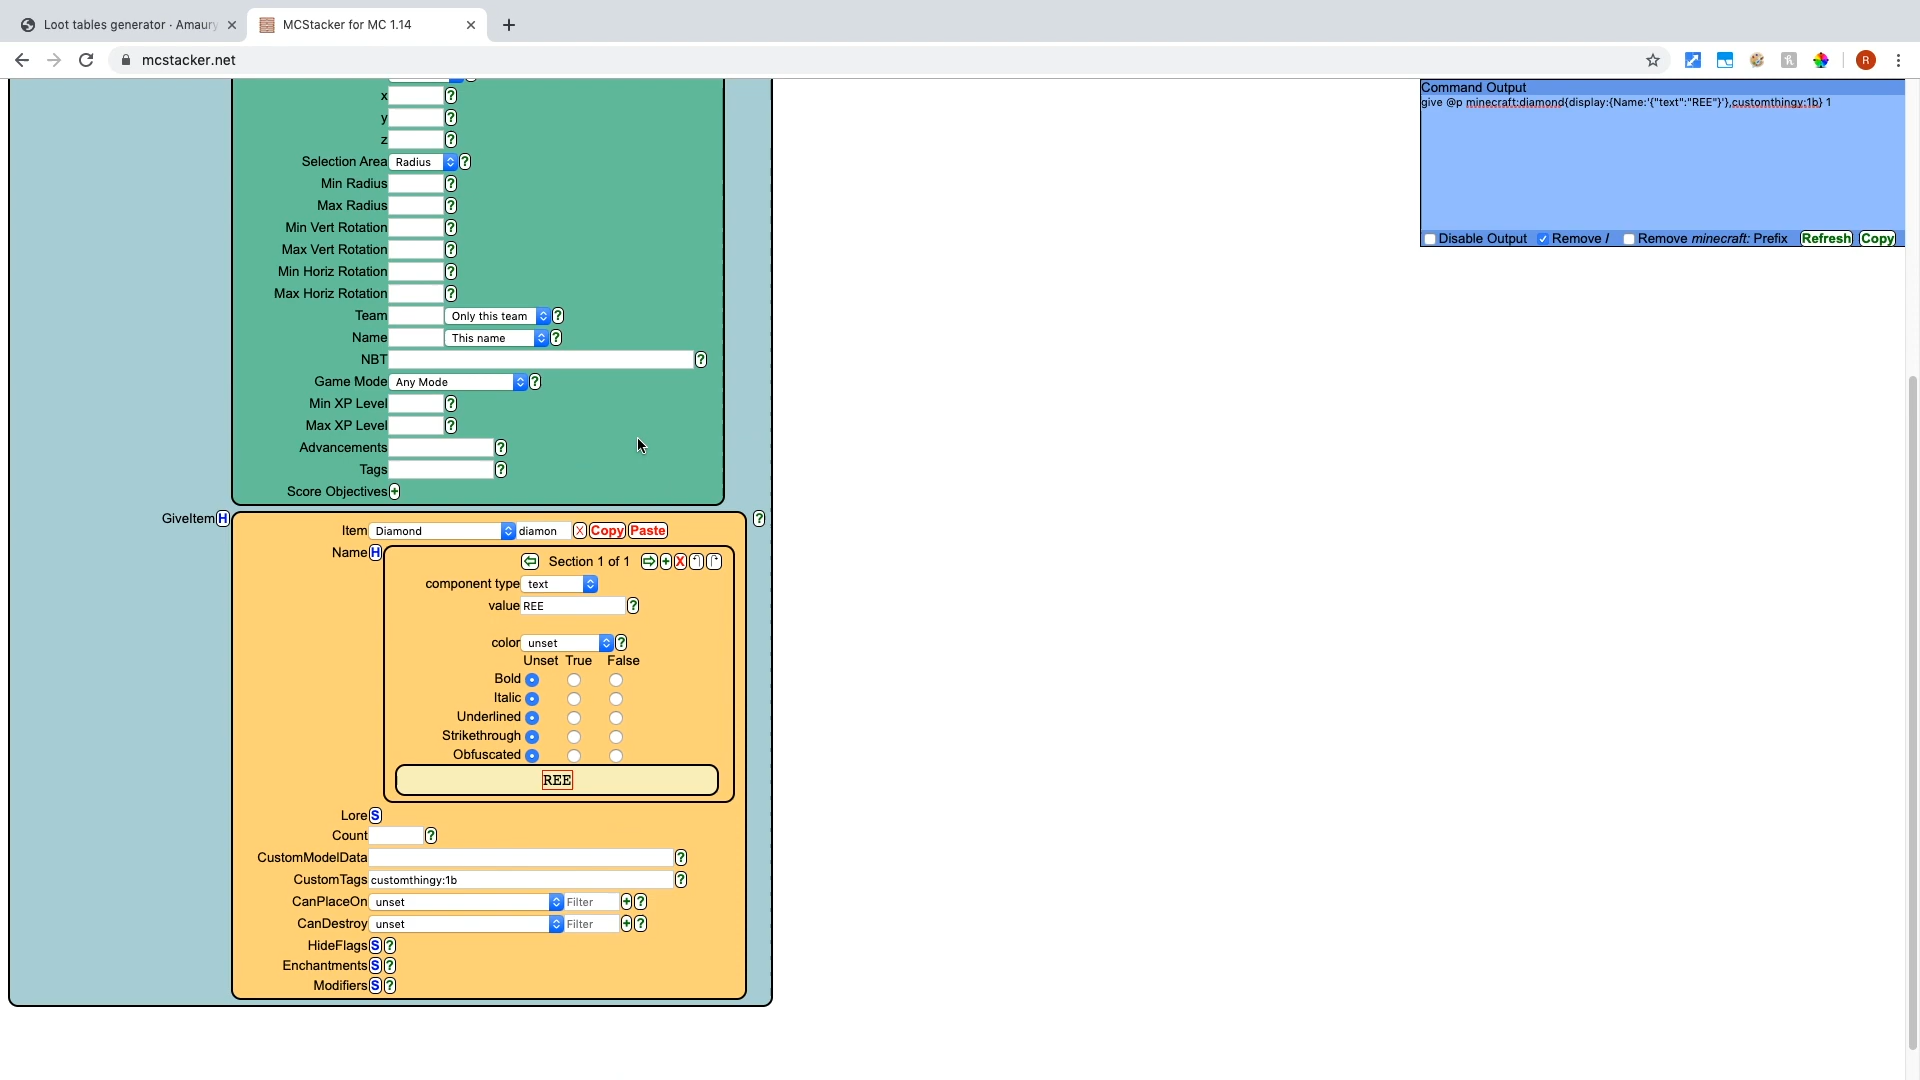 Loot tables generator · Amaury
MCStacker for MC 1.14
mcstacker.net
R
x ?
y ?
z ?
Selection Area Radius ?
Min Radius ?
Max Radius ?
Min Vert Rotation ?
Max Vert Rotation ?
Min Horiz Rotation ?
Max Horiz Rotation ?
Team Only this team ?
Name This name ?
NBT ?
Game Mode Any Mode ?
Min XP Level ?
Max XP Level ?
Advancements ?
Tags ?
Score Objectives +
GiveItem H ?
Item Diamond diamon X Copy Paste
Name H
Section 1 of 1 + X
component type text
value REE ?
color unset ?
Unset True False
Bold
Italic
Underlined
Strikethrough
Obfuscated
REE
Lore S
Count ?
CustomModelData ?
CustomTags customthingy:1b ?
CanPlaceOn unset Filter + ?
CanDestroy unset Filter + ?
HideFlags S ?
Enchantments S ?
Modifiers S ?
Command Output
give @p minecraft:diamond{display:{Name:'{"text":"REE"}'},customthingy:1b} 1
Disable Output Remove / Remove minecraft: Prefix Refresh Copy